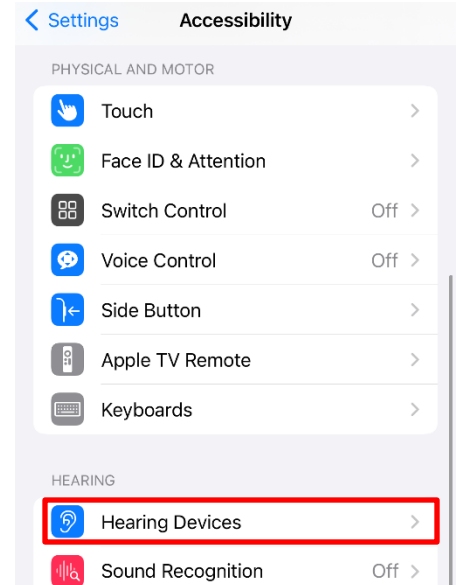 Settings Accessibility
PHYSICAL AND MOTOR
Touch
Face ID & Attention
Switch Control Off
Voice Control Off
Side Button
Apple TV Remote
Keyboards
HEARING
Hearing Devices
Sound Recognition Off